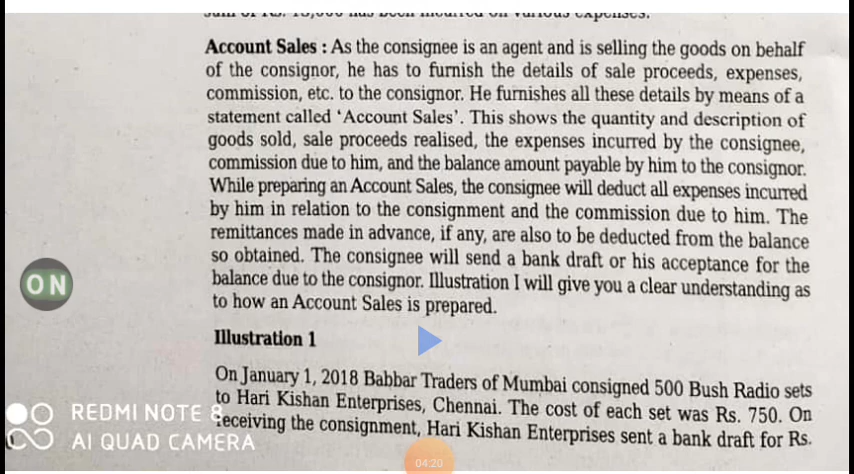 Account Sales : As the consignee is an agent and is selling the goods on behalf
of the consignor, he has to furnish the details of sale proceeds, expenses,
commission, etc. to the consignor. He furnishes all these details by means of a
statement called ‘Account Sales’. This shows the quantity and description of
goods sold, sale proceeds realised, the expenses incurred by the consignee,
commission due to him, and the balance amount payable by him to the consignor.
While preparing an Account Sales, the consignee will deduct all expenses incurred
by him in relation to the consignment and the commission due to him. The
remittances made in advance, if any, are also to be deducted from the balance
so obtained. The consignee will send a bank draft or his acceptance for the
balance due to the consignor. Illustration I will give you a clear understanding as
to how an Account Sales is prepared.
ON
Illustration 1
On January 1, 2018 Babbar Traders of Mumbai consigned 500 Bush Radio sets
to Hari Kishan Enterprises, Chennai. The cost of each set was Rs. 750. On
receiving the consignment, Hari Kishan Enterprises sent a bank draft for Rs.
REDMI NOTE 8
AI QUAD CAMERA
04:20